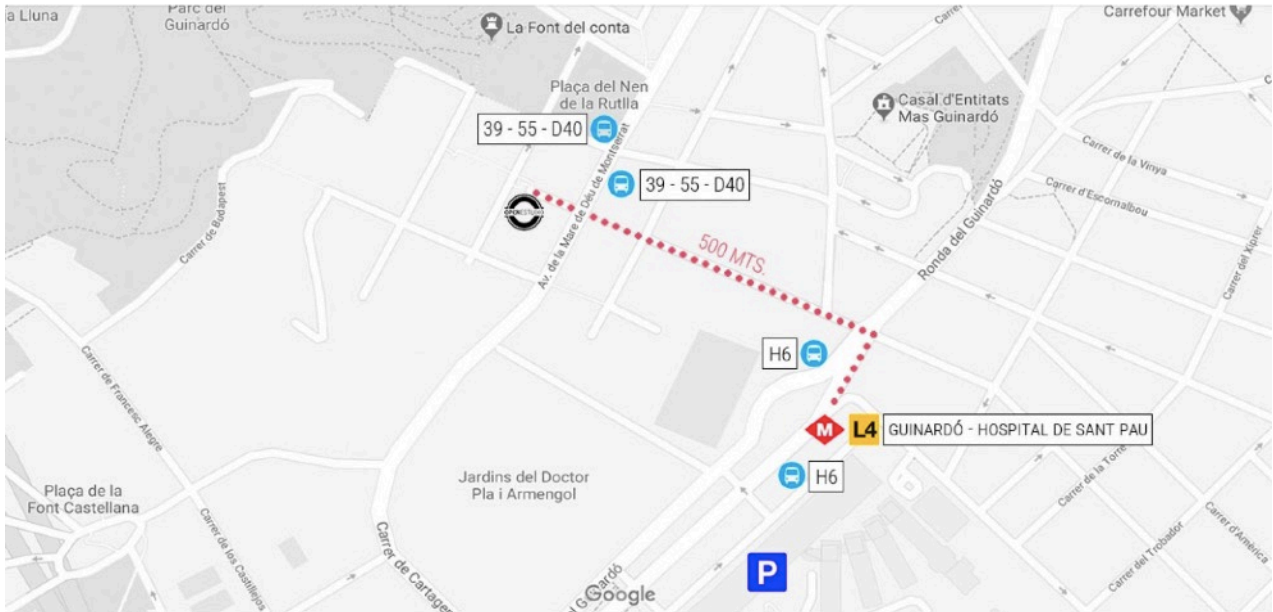 a Lluna
Parc del
Guinardó
La Font del conta
Carrefour Market
Plaça del Nen
de la Rutlla
39 - 55 - D40
39 - 55 - D40
Casal d'Entitats
Mas Guinardó
Carrer de la Vinya
Carrer d'Escornalbou
Carrer del Xiprer
Carrer de Budapest
Av. de la Mare de Déu de Montserrat
Ronda del Guinardó
500 MTS.
H6
M
L4
GUINARDÓ - HOSPITAL DE SANT PAU
H6
Carrer de Francesc Alegre
Jardins del Doctor
Pla i Armengol
Plaça de la
Font Castellana
Carrer de los Castillejos
Carrer de Cartagen
Carrer de la Torre
Carrer del Trobador
Carrer d'Amèrica
P
Google